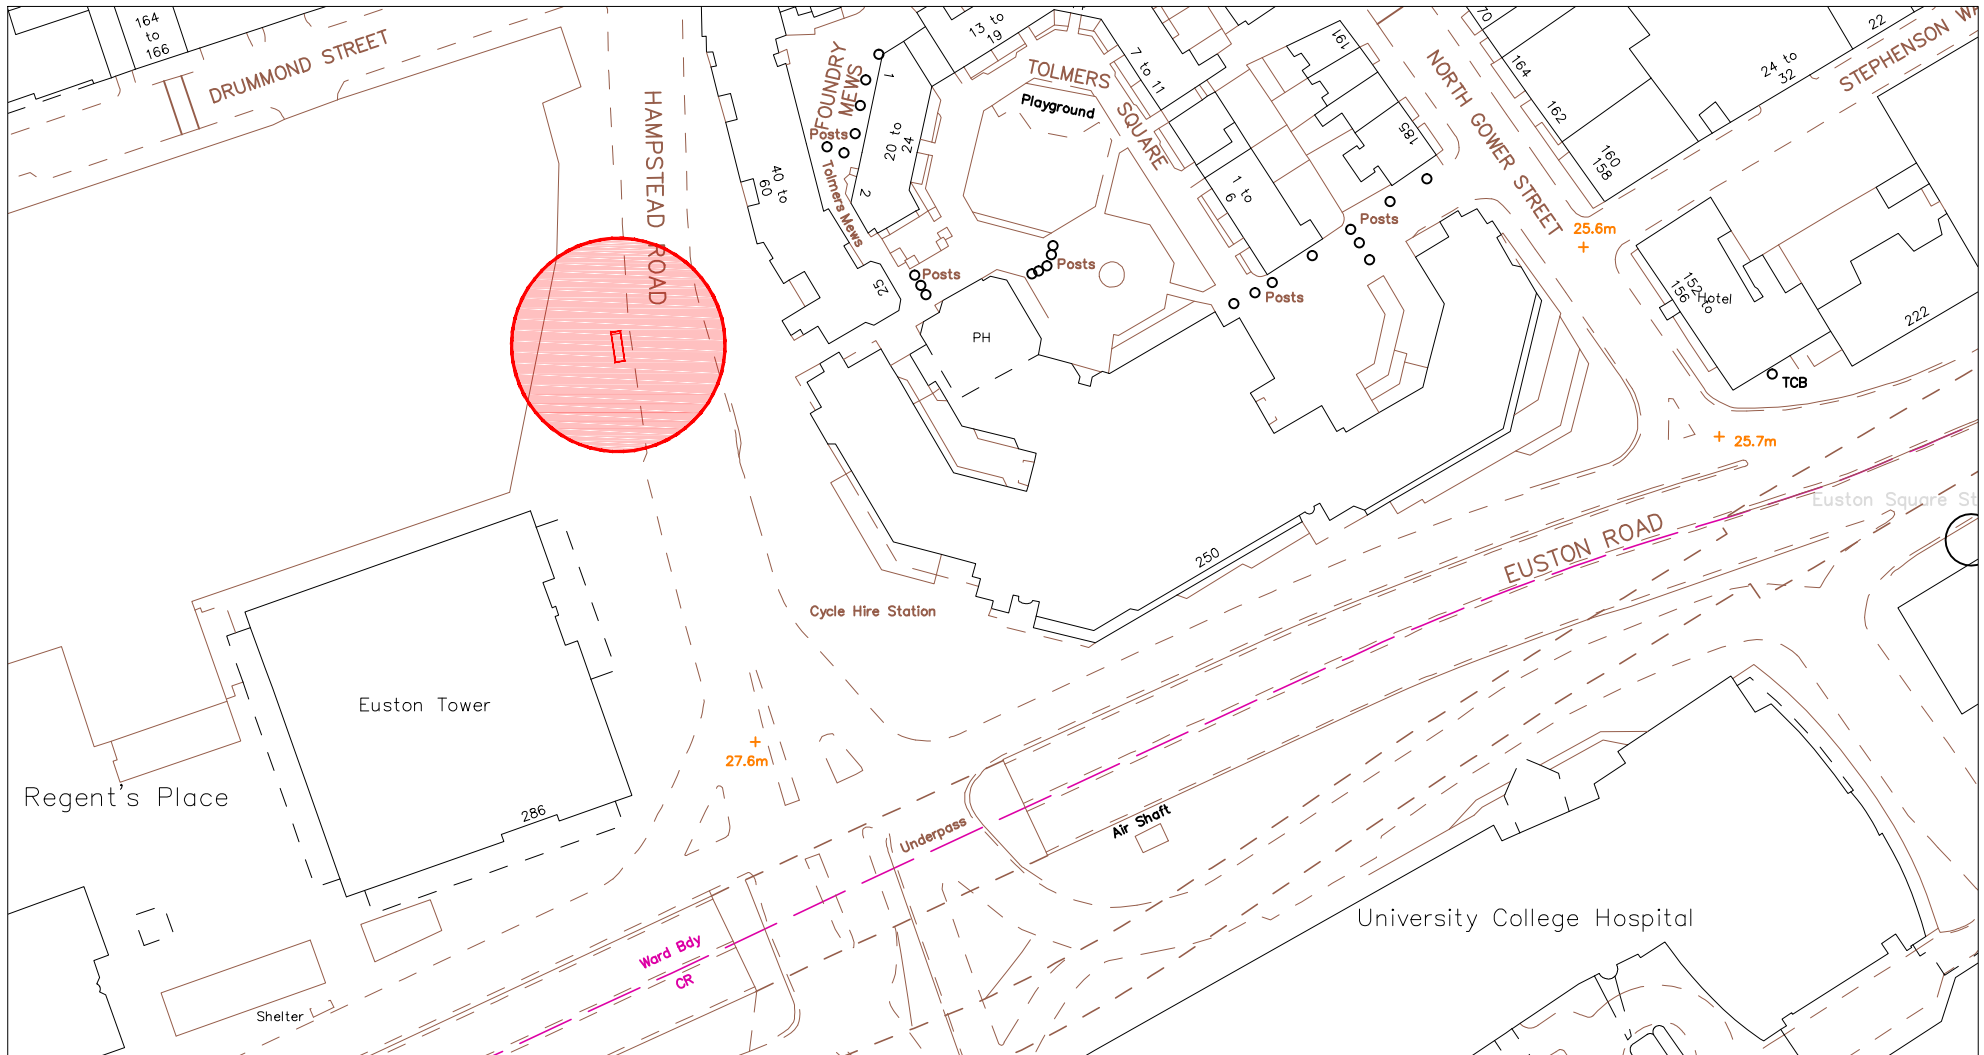 164
to
166
DRUMMOND STREET
HAMPSTEAD ROAD
FOUNDRY
MEWS
Posts
Tolmers Mews
40 to
60
1
20 to
24
2
25
13 to
19
TOLMERS SQUARE
Playground
7 to 11
191
185
1 to
6
Posts
Posts
Posts
Posts
PH
NORTH GOWER STREET
70
164
162
160
158
24 to
32
22
STEPHENSON
25.6m
152 to
156
Hotel
222
TCB
25.7m
Euston Square St
EUSTON ROAD
250
Cycle Hire Station
Euston Tower
27.6m
Regent's Place
286
Underpass
Air Shaft
University College Hospital
Ward Bdy
CR
Shelter